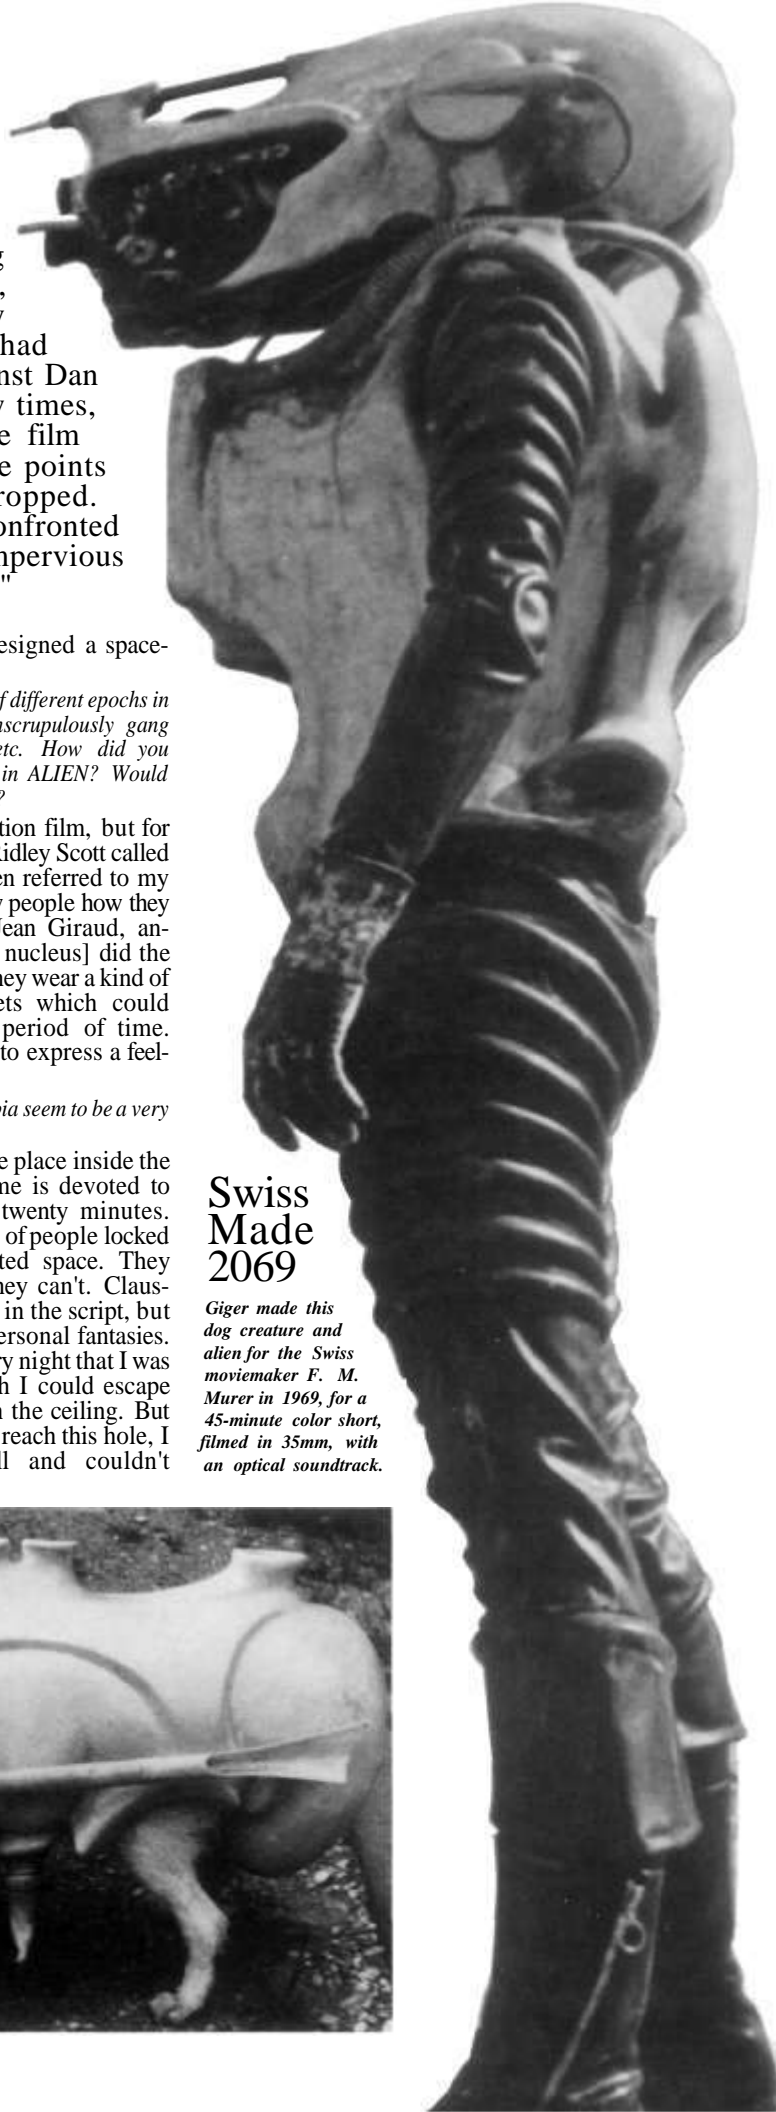 g
,
y
had
nst Dan
y times,
e film
e points
ropped.
onfronted
npervious
"
esigned a space-
f different epochs in
nscrupulously gang
etc. How did you
in ALIEN? Would
?
tion film, but for
Ridley Scott called
en referred to my
y people how they
Jean Giraud, an-
nucleus] did the
hey wear a kind of
ets which could
period of time.
to express a feel-
bia seem to be a very
e place inside the
me is devoted to
twenty minutes.
of people locked
ted space. They
hey can't. Claus-
in the script, but
ersonal fantasies.
ry night that I was
h I could escape
n the ceiling. But
reach this hole, I
ll and couldn't
Swiss
Made
2069
Giger made this
dog creature and
alien for the Swiss
moviemaker F. M.
Murer in 1969, for a
45-minute color short,
filmed in 35mm, with
an optical soundtrack.